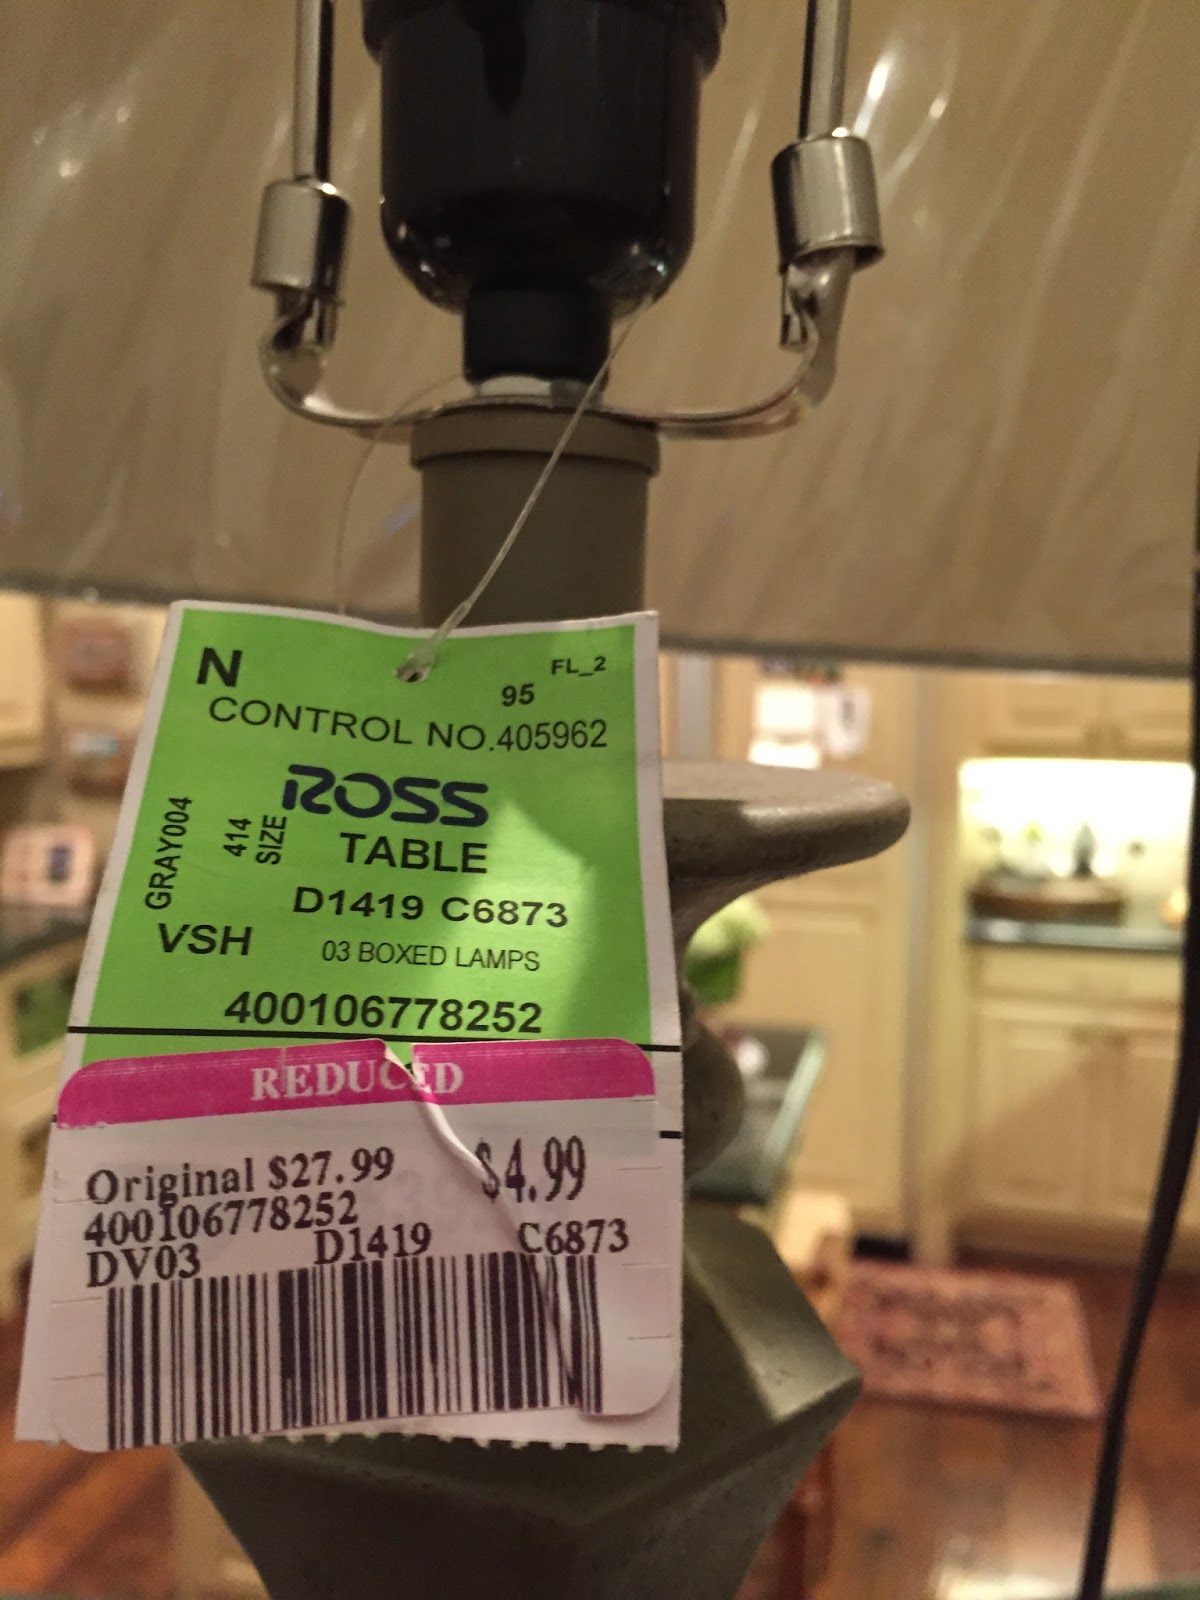 N
FL_2
95
CONTROL NO.405962
ROSS
GRAY004
414
SIZE
TABLE
D1419 C6873
VSH
03 BOXED LAMPS
400106778252
REDUCED
Original $27.99 $4.99
400106778252
DV03 D1419 C6873